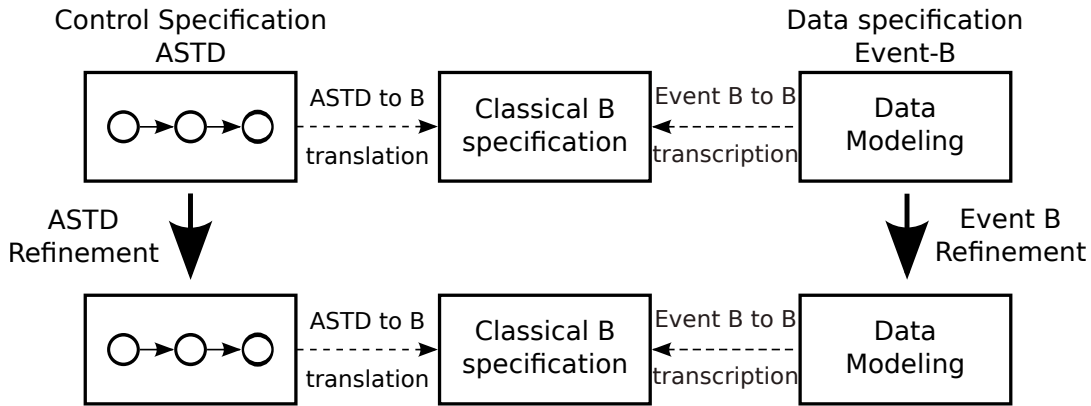 Control Specification
ASTD
Data specification
Event-B
ASTD to B
translation
Classical B
specification
Event B to B
transcription
Data
Modeling
ASTD
Refinement
Event B
Refinement
ASTD to B
translation
Classical B
specification
Event B to B
transcription
Data
Modeling